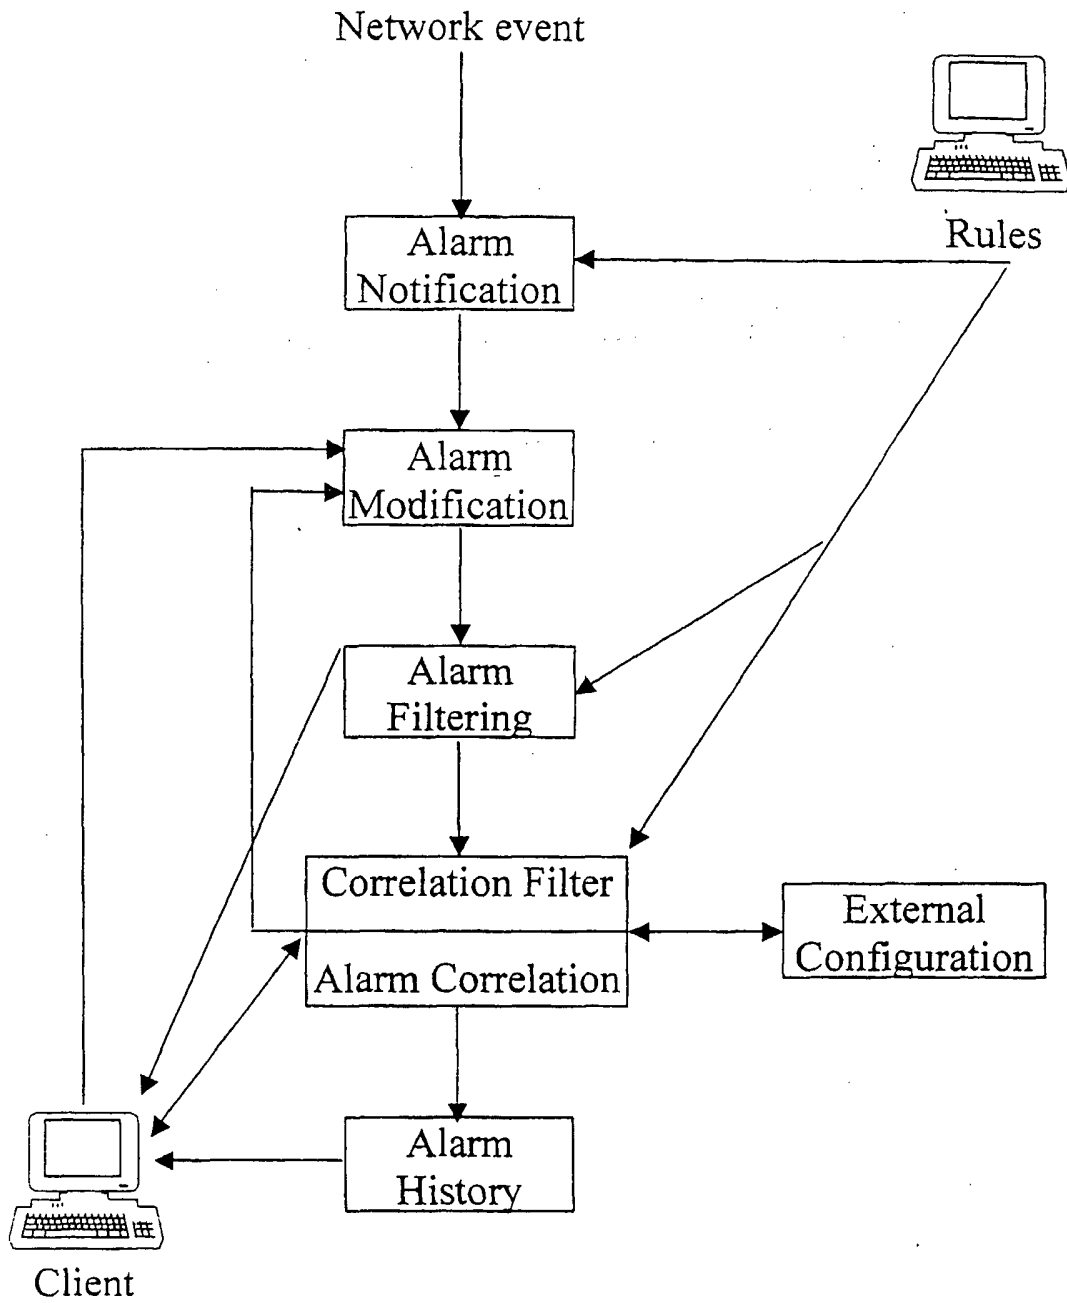 Network event
Rules
Alarm
Notification
Alarm
Modification
Alarm
Filtering
Correlation Filter
Alarm Correlation
External
Configuration
Alarm
History
Client